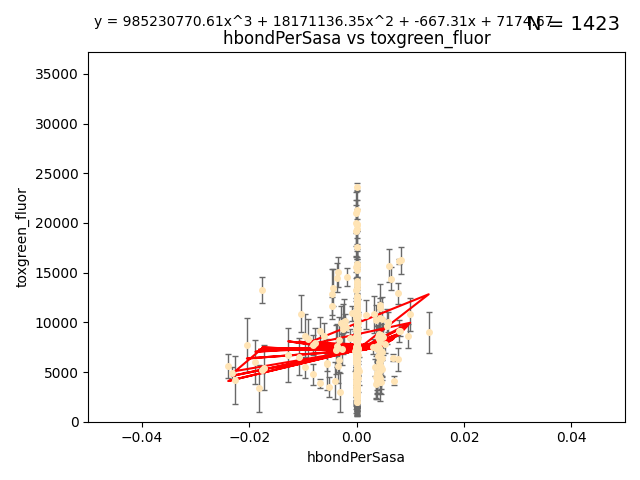 y = 985230770.61x^3 + 18171136.35x^2 + -667.31x + 7174.67
N = 1423
hbondPerSasa vs toxgreen_fluor
toxgreen_fluor
35000
30000
25000
20000
15000
10000
5000
0
−0.04
−0.02
0.00
0.02
0.04
hbondPerSasa